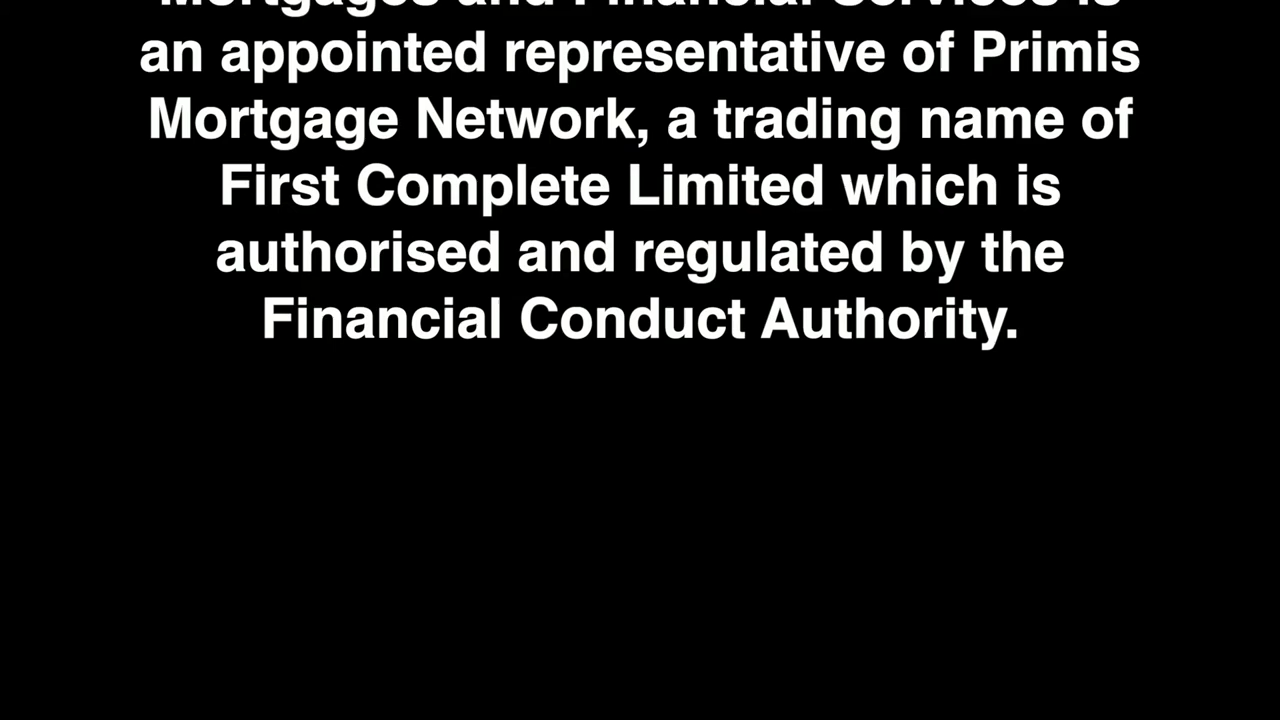 Mortgages and Financial Services is
an appointed representative of Primis
Mortgage Network, a trading name of
First Complete Limited which is
authorised and regulated by the
Financial Conduct Authority.